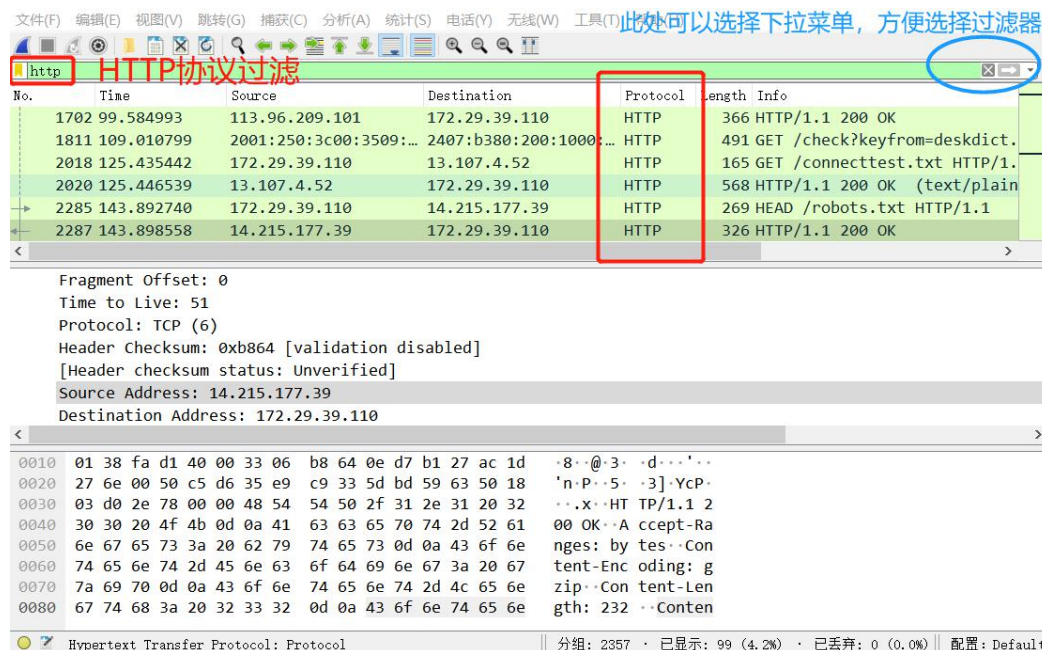 文件(F) 编辑(E) 视图(V) 跳转(G) 捕获(C) 分析(A) 统计(S) 电话(Y) 无线(W) 工具(T)
此处可以选择下拉菜单，方便选择过滤器
http HTTP协议过滤
No. Time Source Destination Protocol Length Info
1702 99.584993 113.96.209.101 172.29.39.110 HTTP 366 HTTP/1.1 200 OK
1811 109.010799 2001:250:3c00:3509:… 2407:b380:200:1000:… HTTP 491 GET /check?keyfrom=deskdict.
2018 125.435442 172.29.39.110 13.107.4.52 HTTP 165 GET /connecttest.txt HTTP/1.
2020 125.446539 13.107.4.52 172.29.39.110 HTTP 568 HTTP/1.1 200 OK (text/plain
2285 143.892740 172.29.39.110 14.215.177.39 HTTP 269 HEAD /robots.txt HTTP/1.1
2287 143.898558 14.215.177.39 172.29.39.110 HTTP 326 HTTP/1.1 200 OK
Fragment Offset: 0
Time to Live: 51
Protocol: TCP (6)
Header Checksum: 0xb864 [validation disabled]
[Header checksum status: Unverified]
Source Address: 14.215.177.39
Destination Address: 172.29.39.110
0010 01 38 fa d1 40 00 33 06 b8 64 0e d7 b1 27 ac 1d ·8··@·3· ·d···'··
0020 27 6e 00 50 c5 d6 35 e9 c9 33 5d bd 59 63 50 18 'n·P··5· ·3]·YcP·
0030 03 d0 2e 78 00 00 48 54 54 50 2f 31 2e 31 20 32 ··.x··HT TP/1.1 2
0040 30 30 20 4f 4b 0d 0a 41 63 63 65 70 74 2d 52 61 00 OK··A ccept-Ra
0050 6e 67 65 73 3a 20 62 79 74 65 73 0d 0a 43 6f 6e nges: by tes··Con
0060 74 65 6e 74 2d 45 6e 63 6f 64 69 6e 67 3a 20 67 tent-Enc oding: g
0070 7a 69 70 0d 0a 43 6f 6e 74 65 6e 74 2d 4c 65 6e zip··Con tent-Len
0080 67 74 68 3a 20 32 33 32 0d 0a 43 6f 6e 74 65 6e gth: 232 ··Conten
Hypertext Transfer Protocol: Protocol 分组: 2357 · 已显示: 99 (4.2%) · 已丢弃: 0 (0.0%) 配置: Default